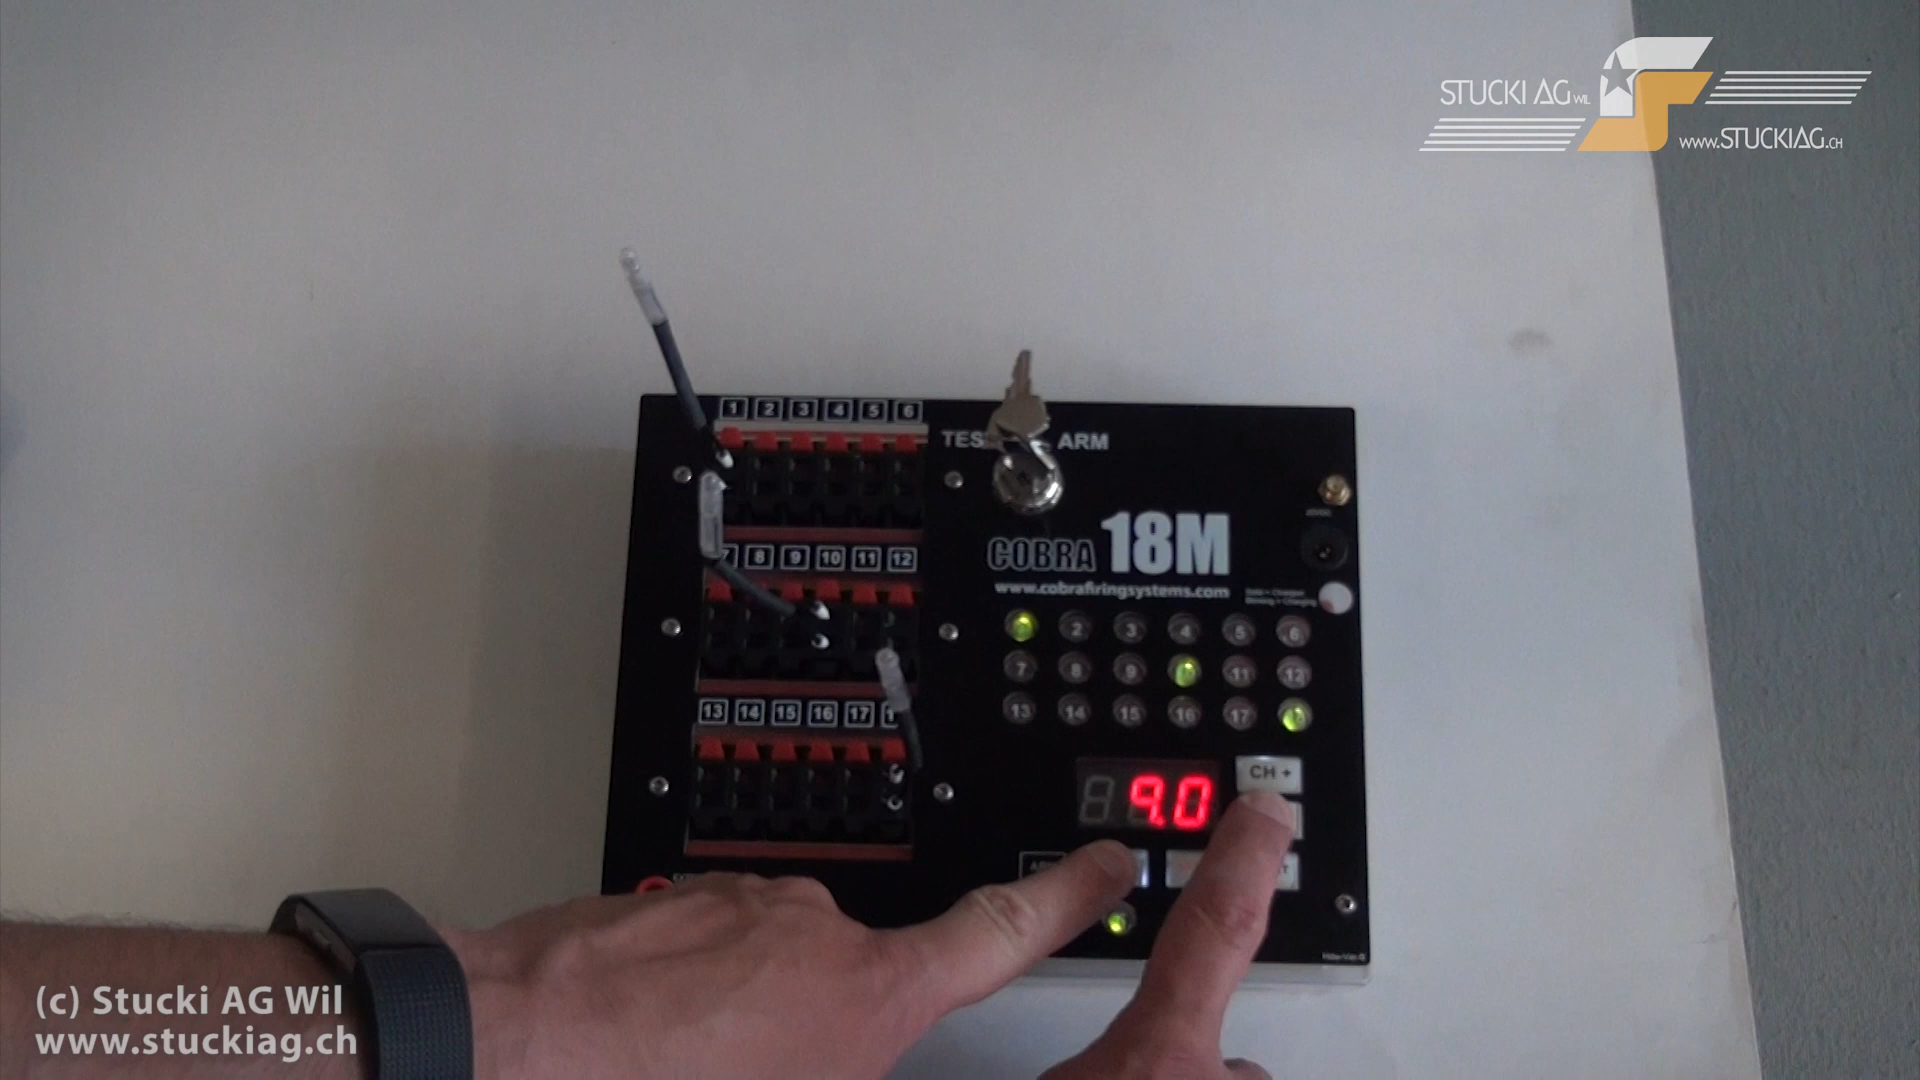 STUCKI AG WIL
www.STUCKIAG.CH
1 2 3 4 5 6
TES ARM
COBRA 18M
7 8 9 10 11 12
www.cobrafiringsystems.com
2 3 4 5 6
7 8 9 11 12
13 14 15 16 17
13 14 15 16 17 1
CH +
9.0
(c) Stucki AG Wil
www.stuckiag.ch